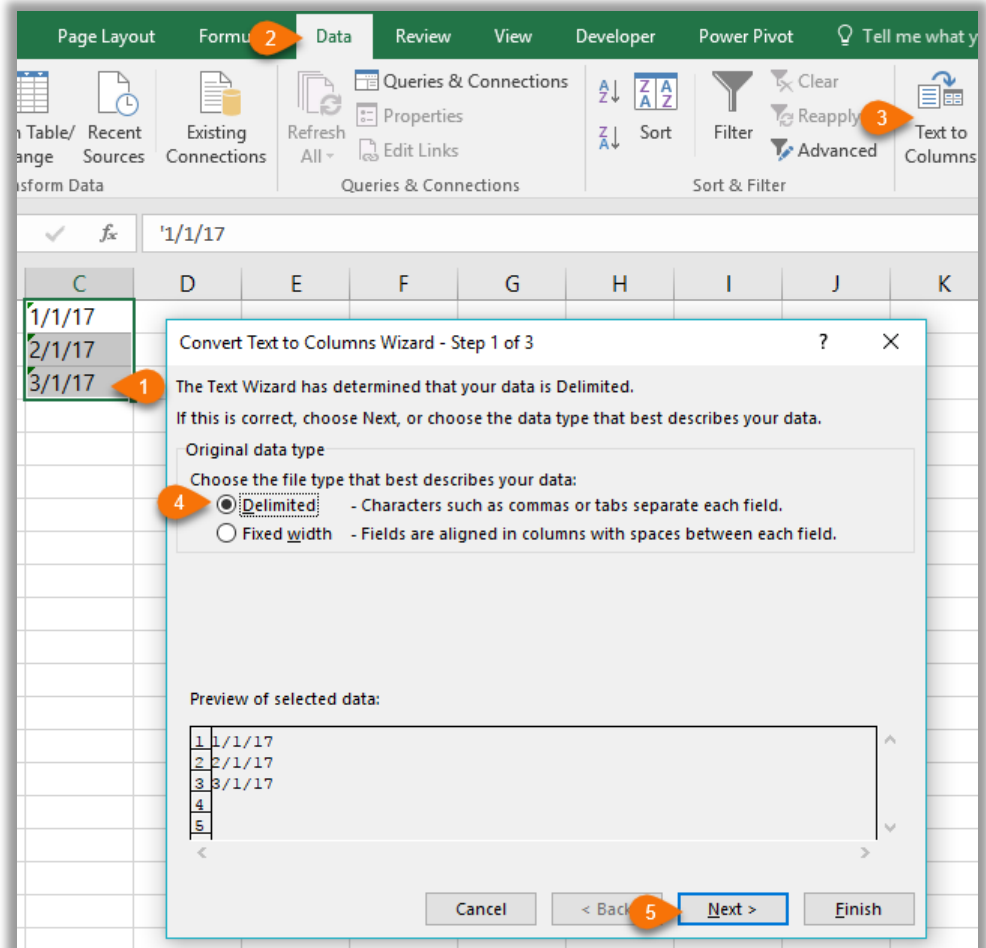 Page Layout Formu 2 Data Review View Developer Power Pivot Tell me what y
Queries & Connections Clear
Properties Reapply 3
n Table/ Recent Existing Refresh Sort Filter Text to
ange Sources Connections All Edit Links Advanced Columns
nsform Data Queries & Connections Sort & Filter
fx '1/1/17
C D E F G H I J K
1/1/17
2/1/17
3/1/17 1
Convert Text to Columns Wizard - Step 1 of 3 ? ×
The Text Wizard has determined that your data is Delimited.
If this is correct, choose Next, or choose the data type that best describes your data.
Original data type
Choose the file type that best describes your data:
4 Delimited - Characters such as commas or tabs separate each field.
Fixed width - Fields are aligned in columns with spaces between each field.
Preview of selected data:
1 1/1/17
2 2/1/17
3 3/1/17
4
5
Cancel < Back 5 Next > Finish